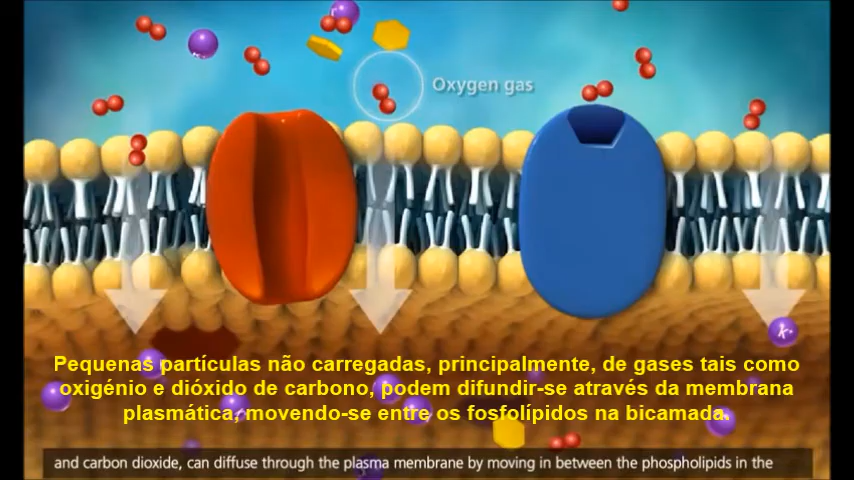 Oxygen gas
K+
Pequenas partículas não carregadas, principalmente, de gases tais como
oxigénio e dióxido de carbono, podem difundir-se através da membrana
plasmática, movendo-se entre os fosfolípidos na bicamada.
and carbon dioxide, can diffuse through the plasma membrane by moving in between the phospholipids in the